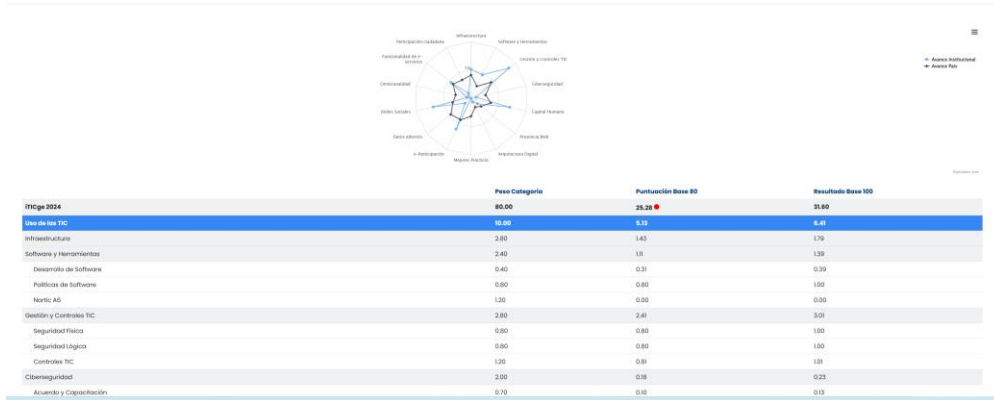 Infraestructura
Participación ciudadana
Software y Herramientas
Funcionalidad de e-servicios
Gestión y Controles TIC
Omnicanalidad
Ciberseguridad
Redes Sociales
Capital Humano
Datos Abiertos
Presencia Web
e-Participación
Arquitectura Digital
Mejores Prácticas
Avance Institucional
Avance País
Peso Categoría Puntuación Base 80 Resultado Base 100
iTICge 2024 80.00 25.28 31.60
Uso de las TIC 10.00 5.13 6.41
Infraestructura 2.80 1.43 1.79
Software y Herramientas 2.40 1.11 1.39
Desarrollo de Software 0.40 0.31 0.39
Políticas de Software 0.80 0.80 1.00
Nortic A6 1.20 0.00 0.00
Gestión y Controles TIC 2.80 2.41 3.01
Seguridad Física 0.80 0.80 1.00
Seguridad Lógica 0.80 0.80 1.00
Controles TIC 1.20 0.81 1.01
Ciberseguridad 2.00 0.18 0.23
Acuerdo y Capacitación 0.70 0.10 0.13